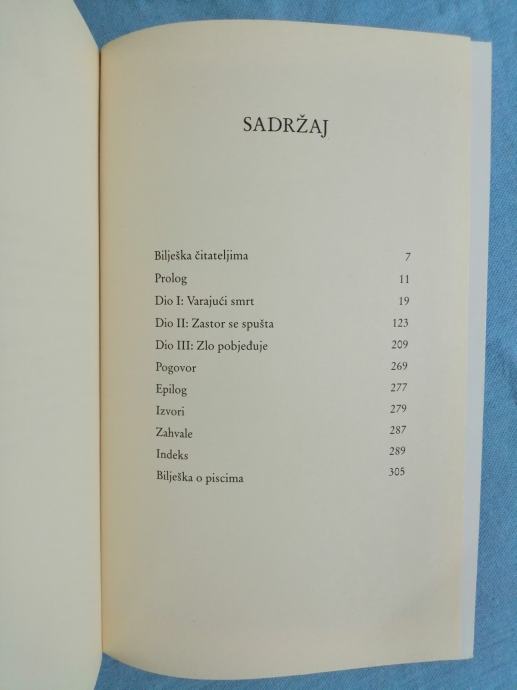 SADRŽAJ
Bilješka čitateljima 7
Prolog 11
Dio I: Varajući smrt 19
Dio II: Zastor se spušta 123
Dio III: Zlo pobjeđuje 209
Pogovor 269
Epilog 277
Izvori 279
Zahvale 287
Indeks 289
Bilješka o piscima 305